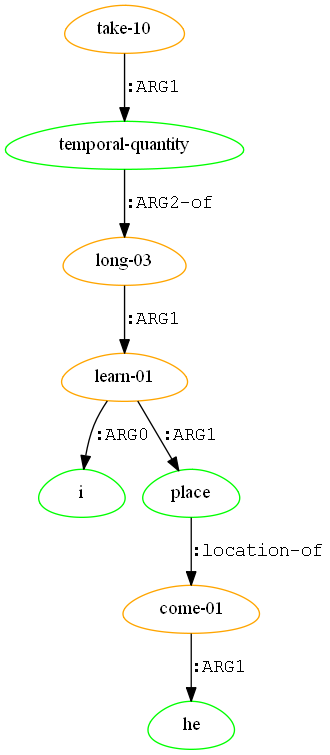 take-10
:ARG1
temporal-quantity
:ARG2-of
long-03
:ARG1
learn-01
:ARG0 :ARG1
i place
:location-of
come-01
:ARG1
he